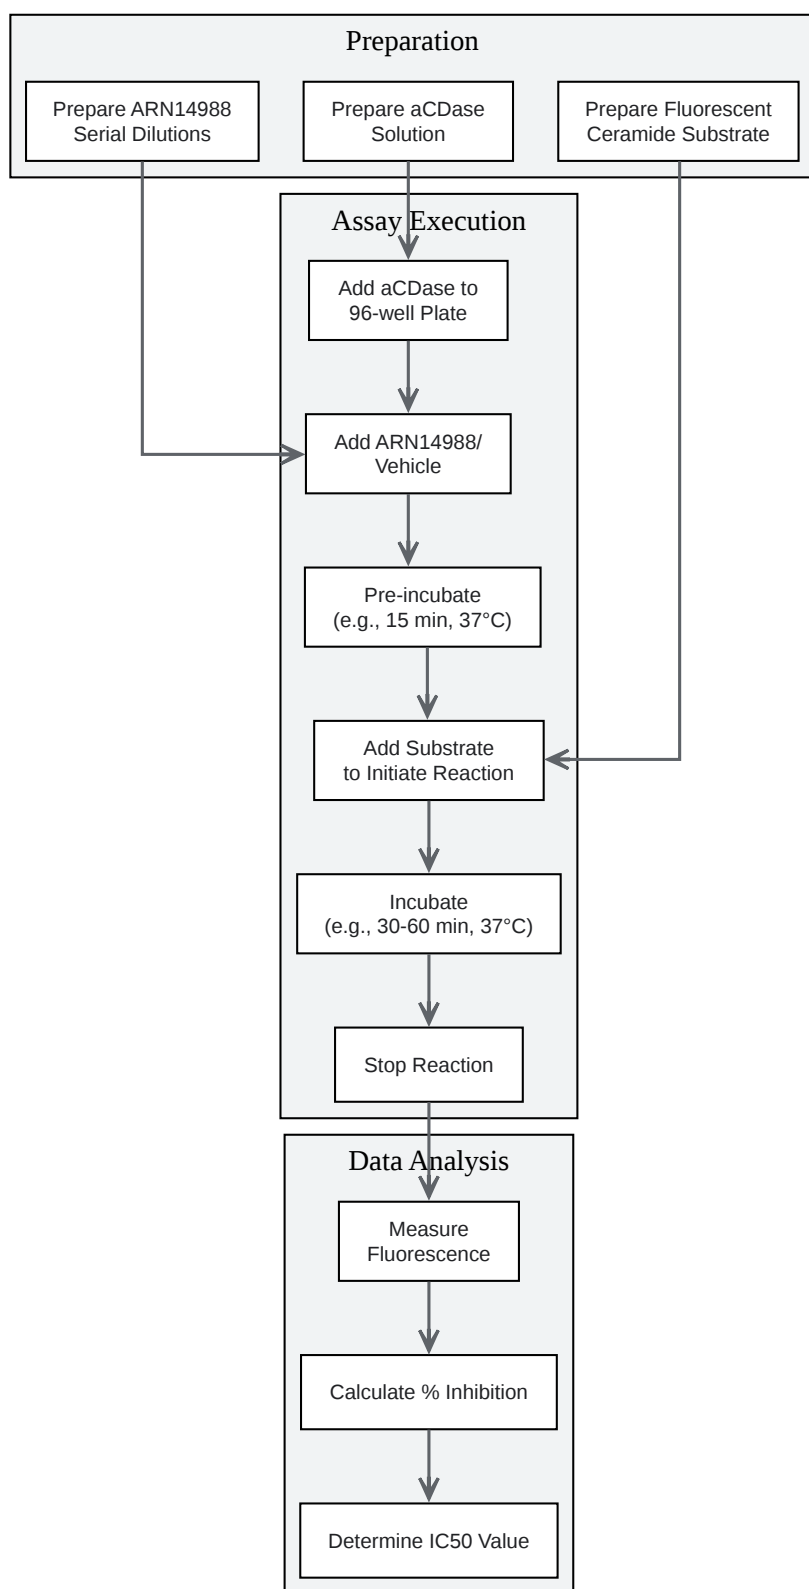 Preparation
Prepare ARN14988
Serial Dilutions
Prepare aCDase
Solution
Prepare Fluorescent
Ceramide Substrate
Assay Execution
Add aCDase to
96-well Plate
Add ARN14988/
Vehicle
Pre-incubate
(e.g., 15 min, 37°C)
Add Substrate
to Initiate Reaction
Incubate
(e.g., 30-60 min, 37°C)
Stop Reaction
Data Analysis
Measure
Fluorescence
Calculate % Inhibition
Determine IC50 Value